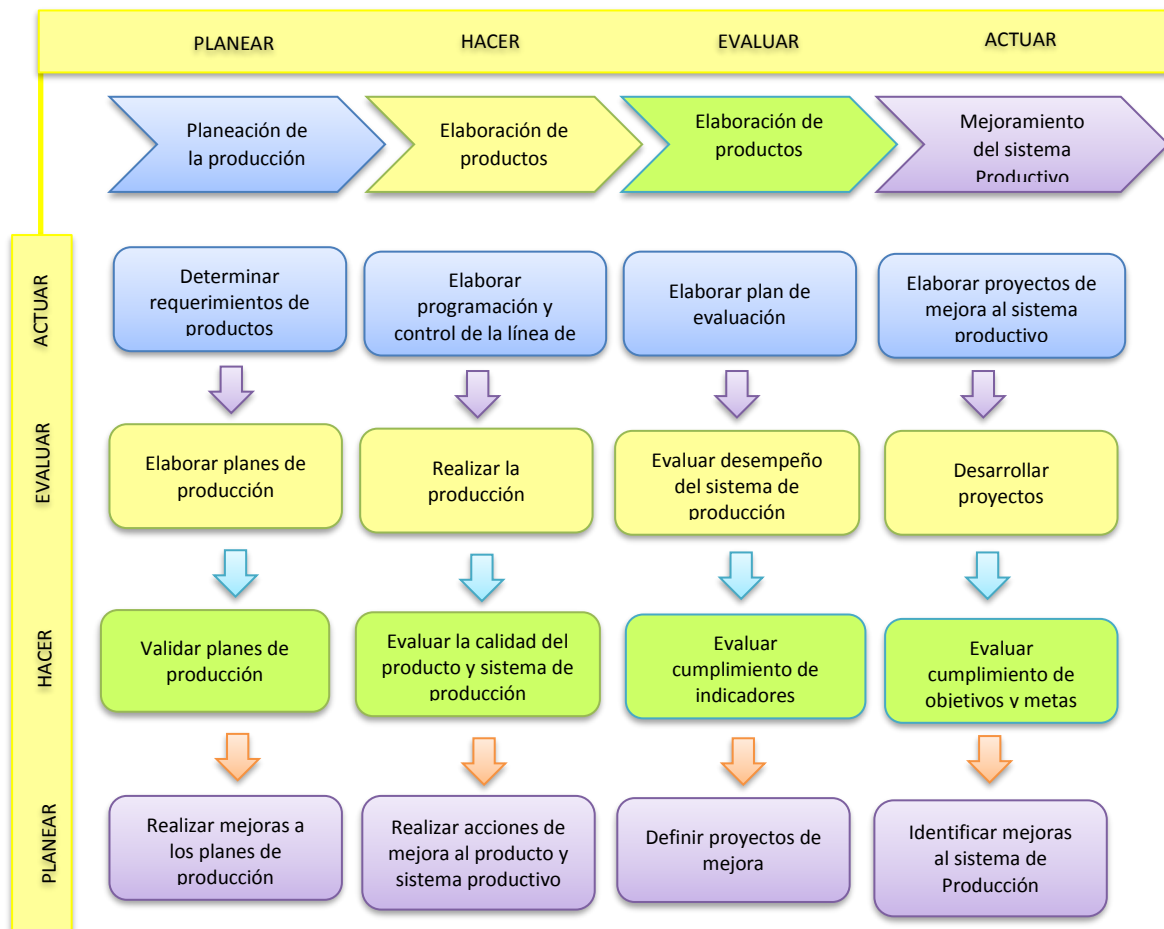 PLANEAR
HACER
EVALUAR
ACTUAR
Planeación de
la producción
Elaboración de
productos
Elaboración de
productos
Mejoramiento
del sistema
Productivo
ACTUAR
Determinar
requerimientos de
productos
Elaborar
programación y
control de la línea de
Elaborar plan de
evaluación
Elaborar proyectos de
mejora al sistema
productivo
EVALUAR
Elaborar planes de
producción
Realizar la
producción
Evaluar desempeño
del sistema de
producción
Desarrollar
proyectos
HACER
Validar planes de
producción
Evaluar la calidad del
producto y sistema de
producción
Evaluar
cumplimiento de
indicadores
Evaluar
cumplimiento de
objetivos y metas
PLANEAR
Realizar mejoras a
los planes de
producción
Realizar acciones de
mejora al producto y
sistema productivo
Definir proyectos de
mejora
Identificar mejoras
al sistema de
Producción